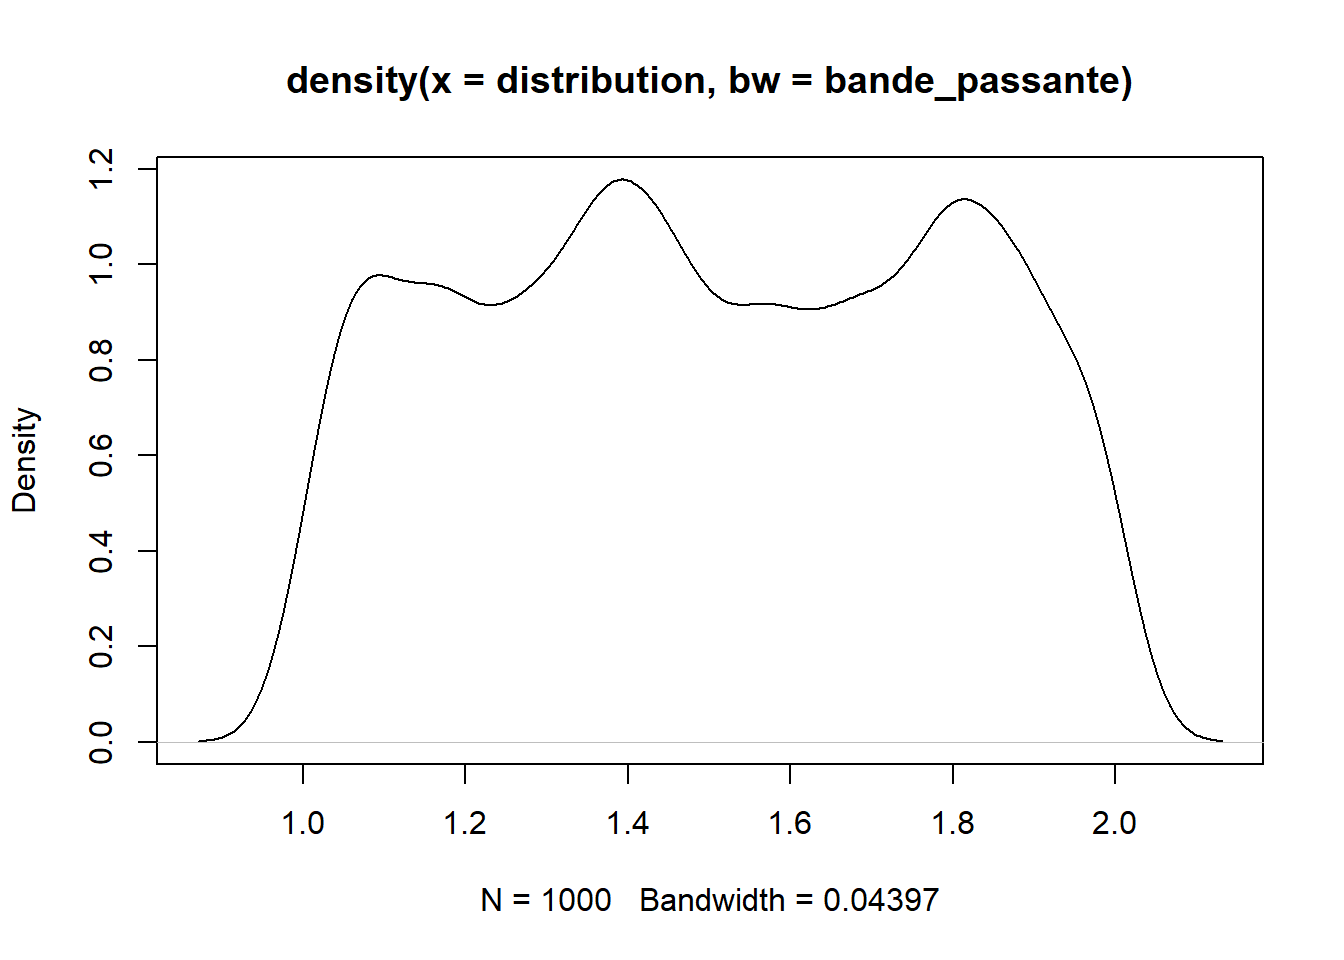 density(x = distribution, bw = bande_passante)
Density
1.2
1.0
0.8
0.6
0.4
0.2
0.0
1.0 1.2 1.4 1.6 1.8 2.0
N = 1000 Bandwidth = 0.04397